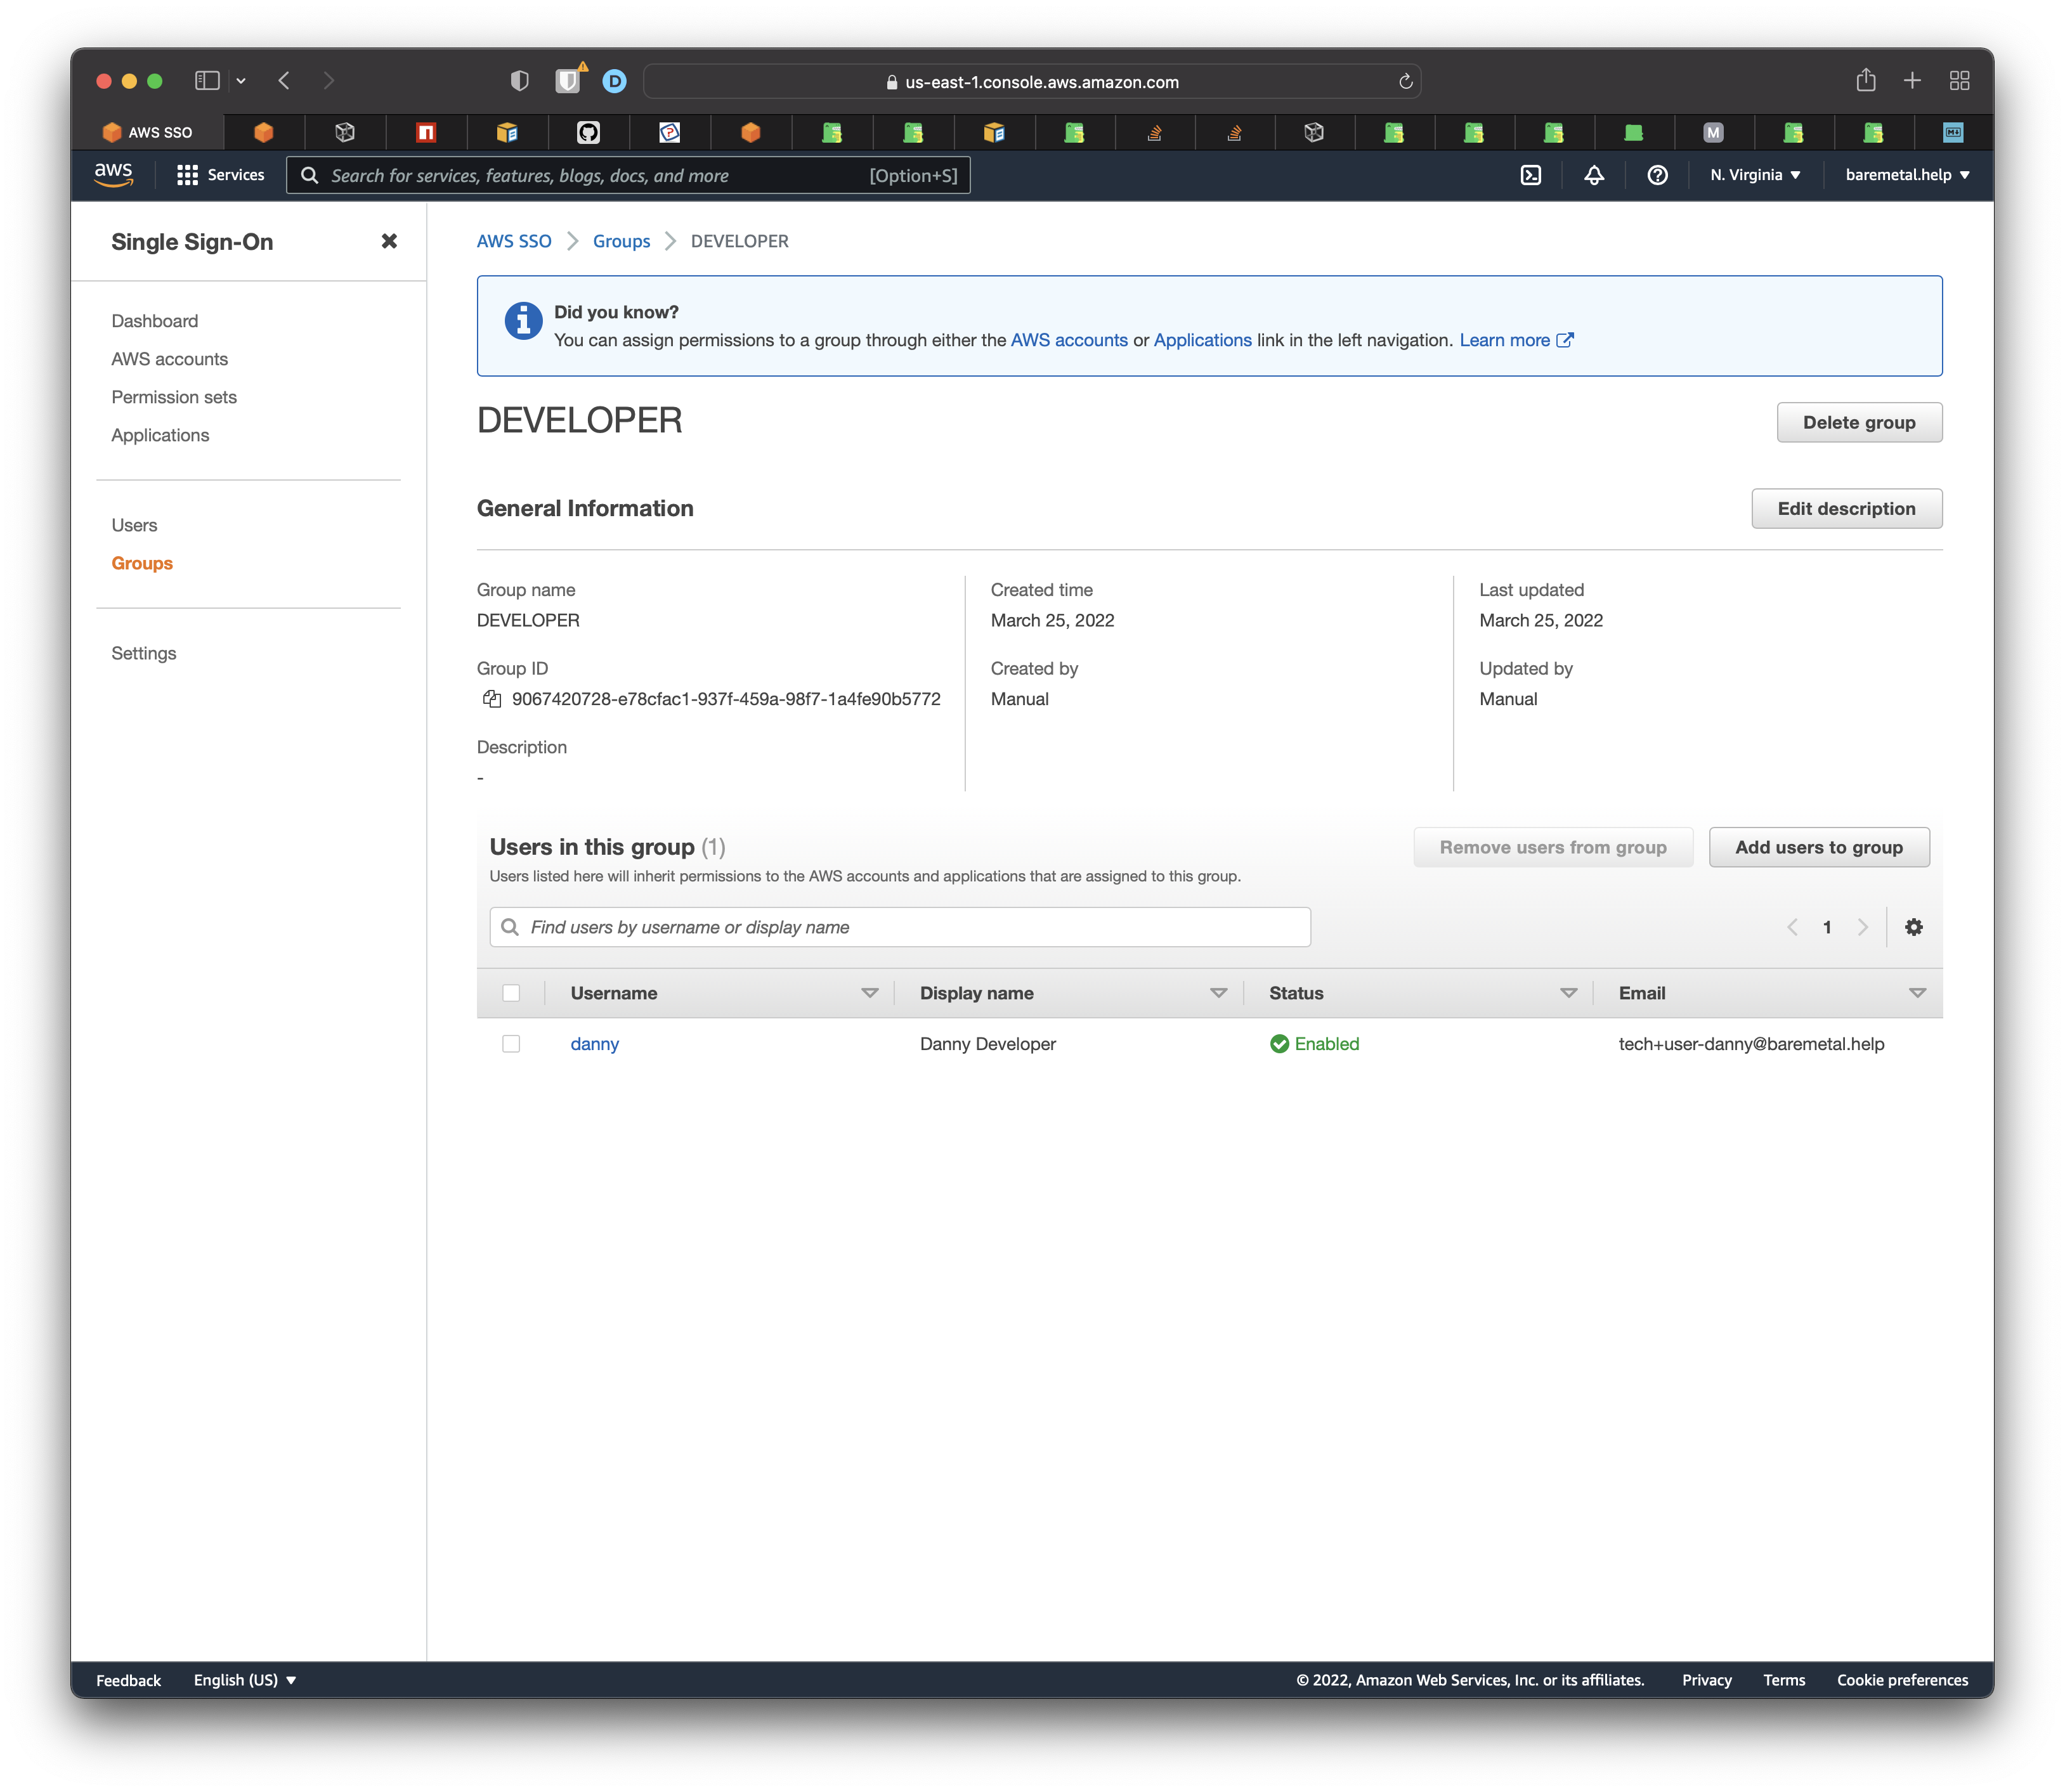 us-east-1.console.aws.amazon.com
AWS SSO
aws
Services
Search for services, features, blogs, docs, and more
[Option+S]
N. Virginia
baremetal.help
Single Sign-On
Dashboard
AWS accounts
Permission sets
Applications
Users
Groups
Settings
AWS SSO > Groups > DEVELOPER
Did you know?
You can assign permissions to a group through either the AWS accounts or Applications link in the left navigation. Learn more
DEVELOPER
Delete group
General Information
Edit description
Group name
DEVELOPER
Group ID
9067420728-e78cfac1-937f-459a-98f7-1a4fe90b5772
Description
-
Created time
March 25, 2022
Created by
Manual
Last updated
March 25, 2022
Updated by
Manual
Users in this group (1)
Remove users from group
Add users to group
Users listed here will inherit permissions to the AWS accounts and applications that are assigned to this group.
Find users by username or display name
1
Username Display name Status Email
danny Danny Developer Enabled tech+user-danny@baremetal.help
Feedback English (US)
© 2022, Amazon Web Services, Inc. or its affiliates. Privacy Terms Cookie preferences